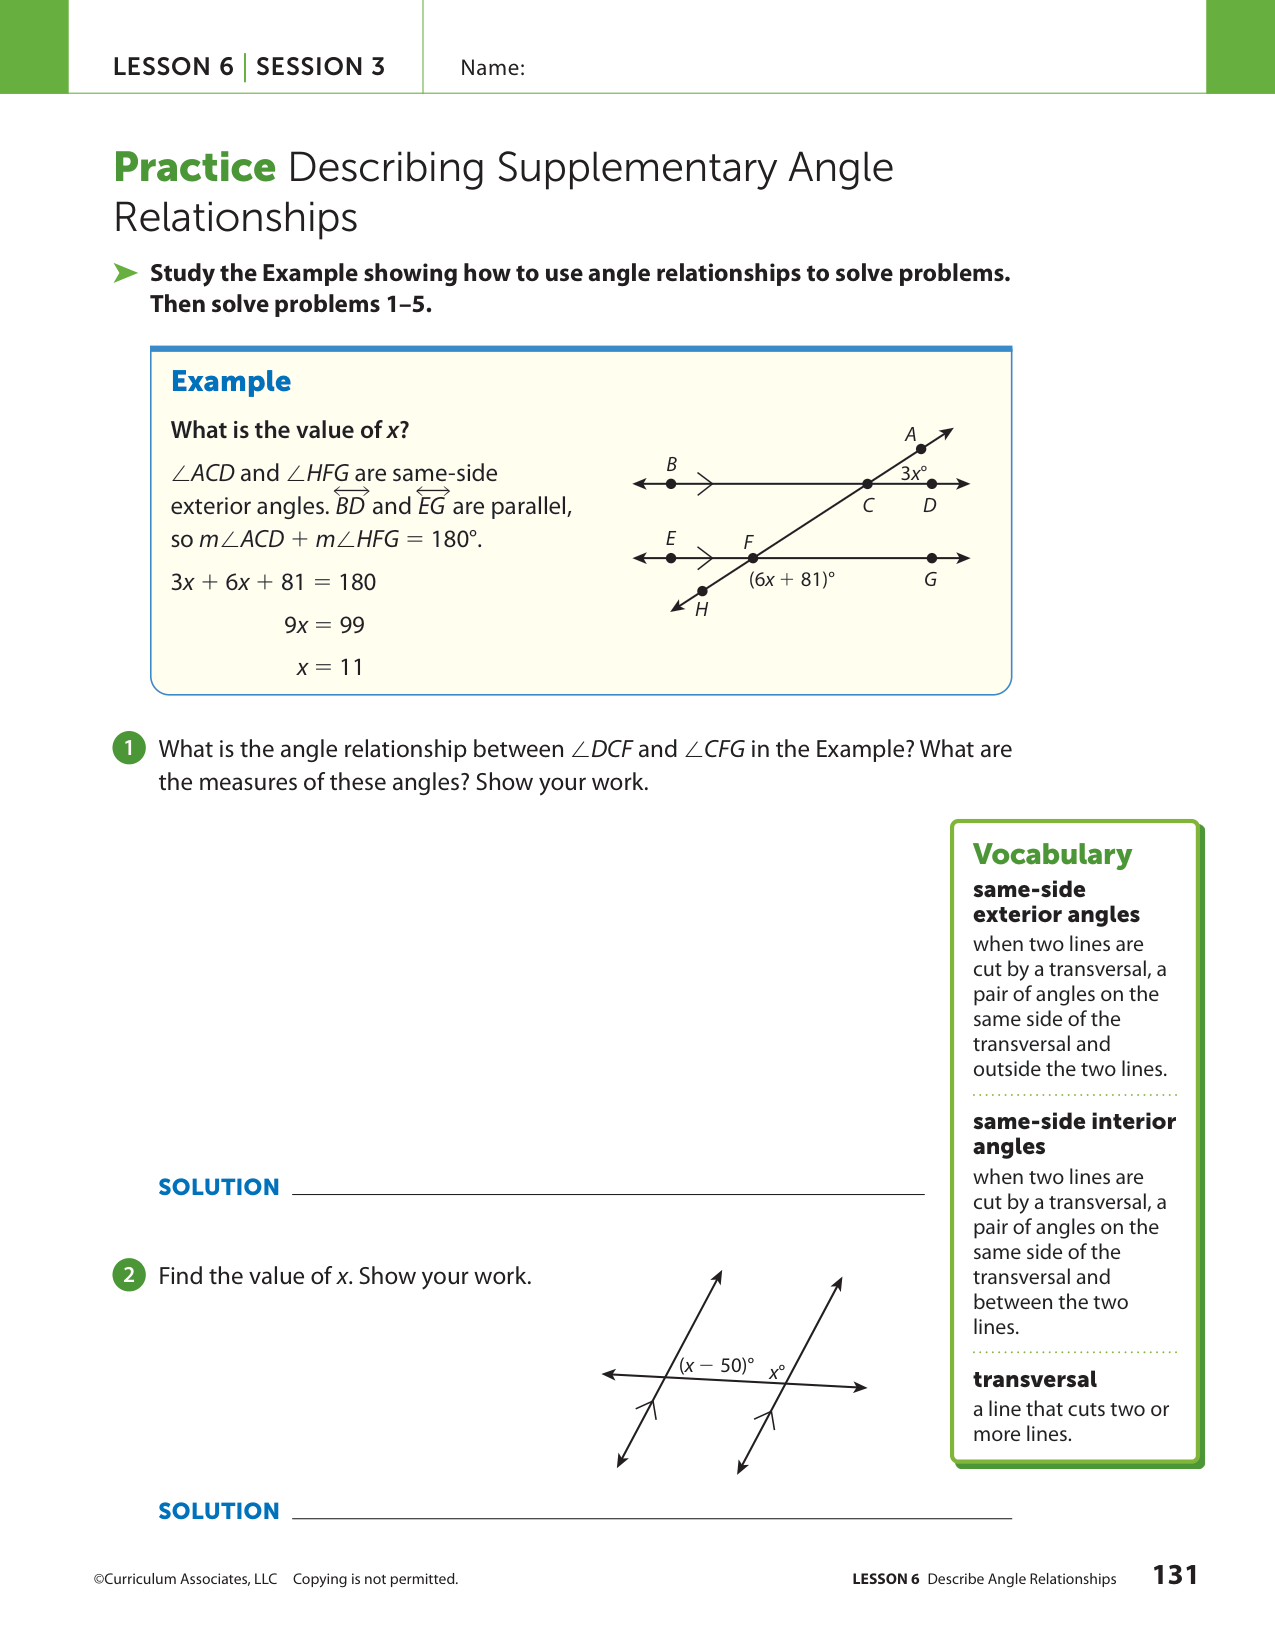 LESSON 6 | SESSION 3
Name:
Practice Describing Supplementary Angle
Relationships
➤ Study the Example showing how to use angle relationships to solve problems.
Then solve problems 1–5.
Example
What is the value of x?
∠ACD and ∠HFG are same-side
exterior angles. BD and EG are parallel,
so m∠ACD + m∠HFG = 180°.
3x + 6x + 81 = 180
9x = 99
x = 11
A
B
3x°
C
D
E
F
(6x + 81)°
G
H
1 What is the angle relationship between ∠DCF and ∠CFG in the Example? What are
the measures of these angles? Show your work.
SOLUTION
Vocabulary
same-side
exterior angles
when two lines are
cut by a transversal, a
pair of angles on the
same side of the
transversal and
outside the two lines.
same-side interior
angles
when two lines are
cut by a transversal, a
pair of angles on the
same side of the
transversal and
between the two
lines.
transversal
a line that cuts two or
more lines.
2 Find the value of x. Show your work.
(x − 50)° x°
SOLUTION
©Curriculum Associates, LLC Copying is not permitted.
LESSON 6 Describe Angle Relationships 131